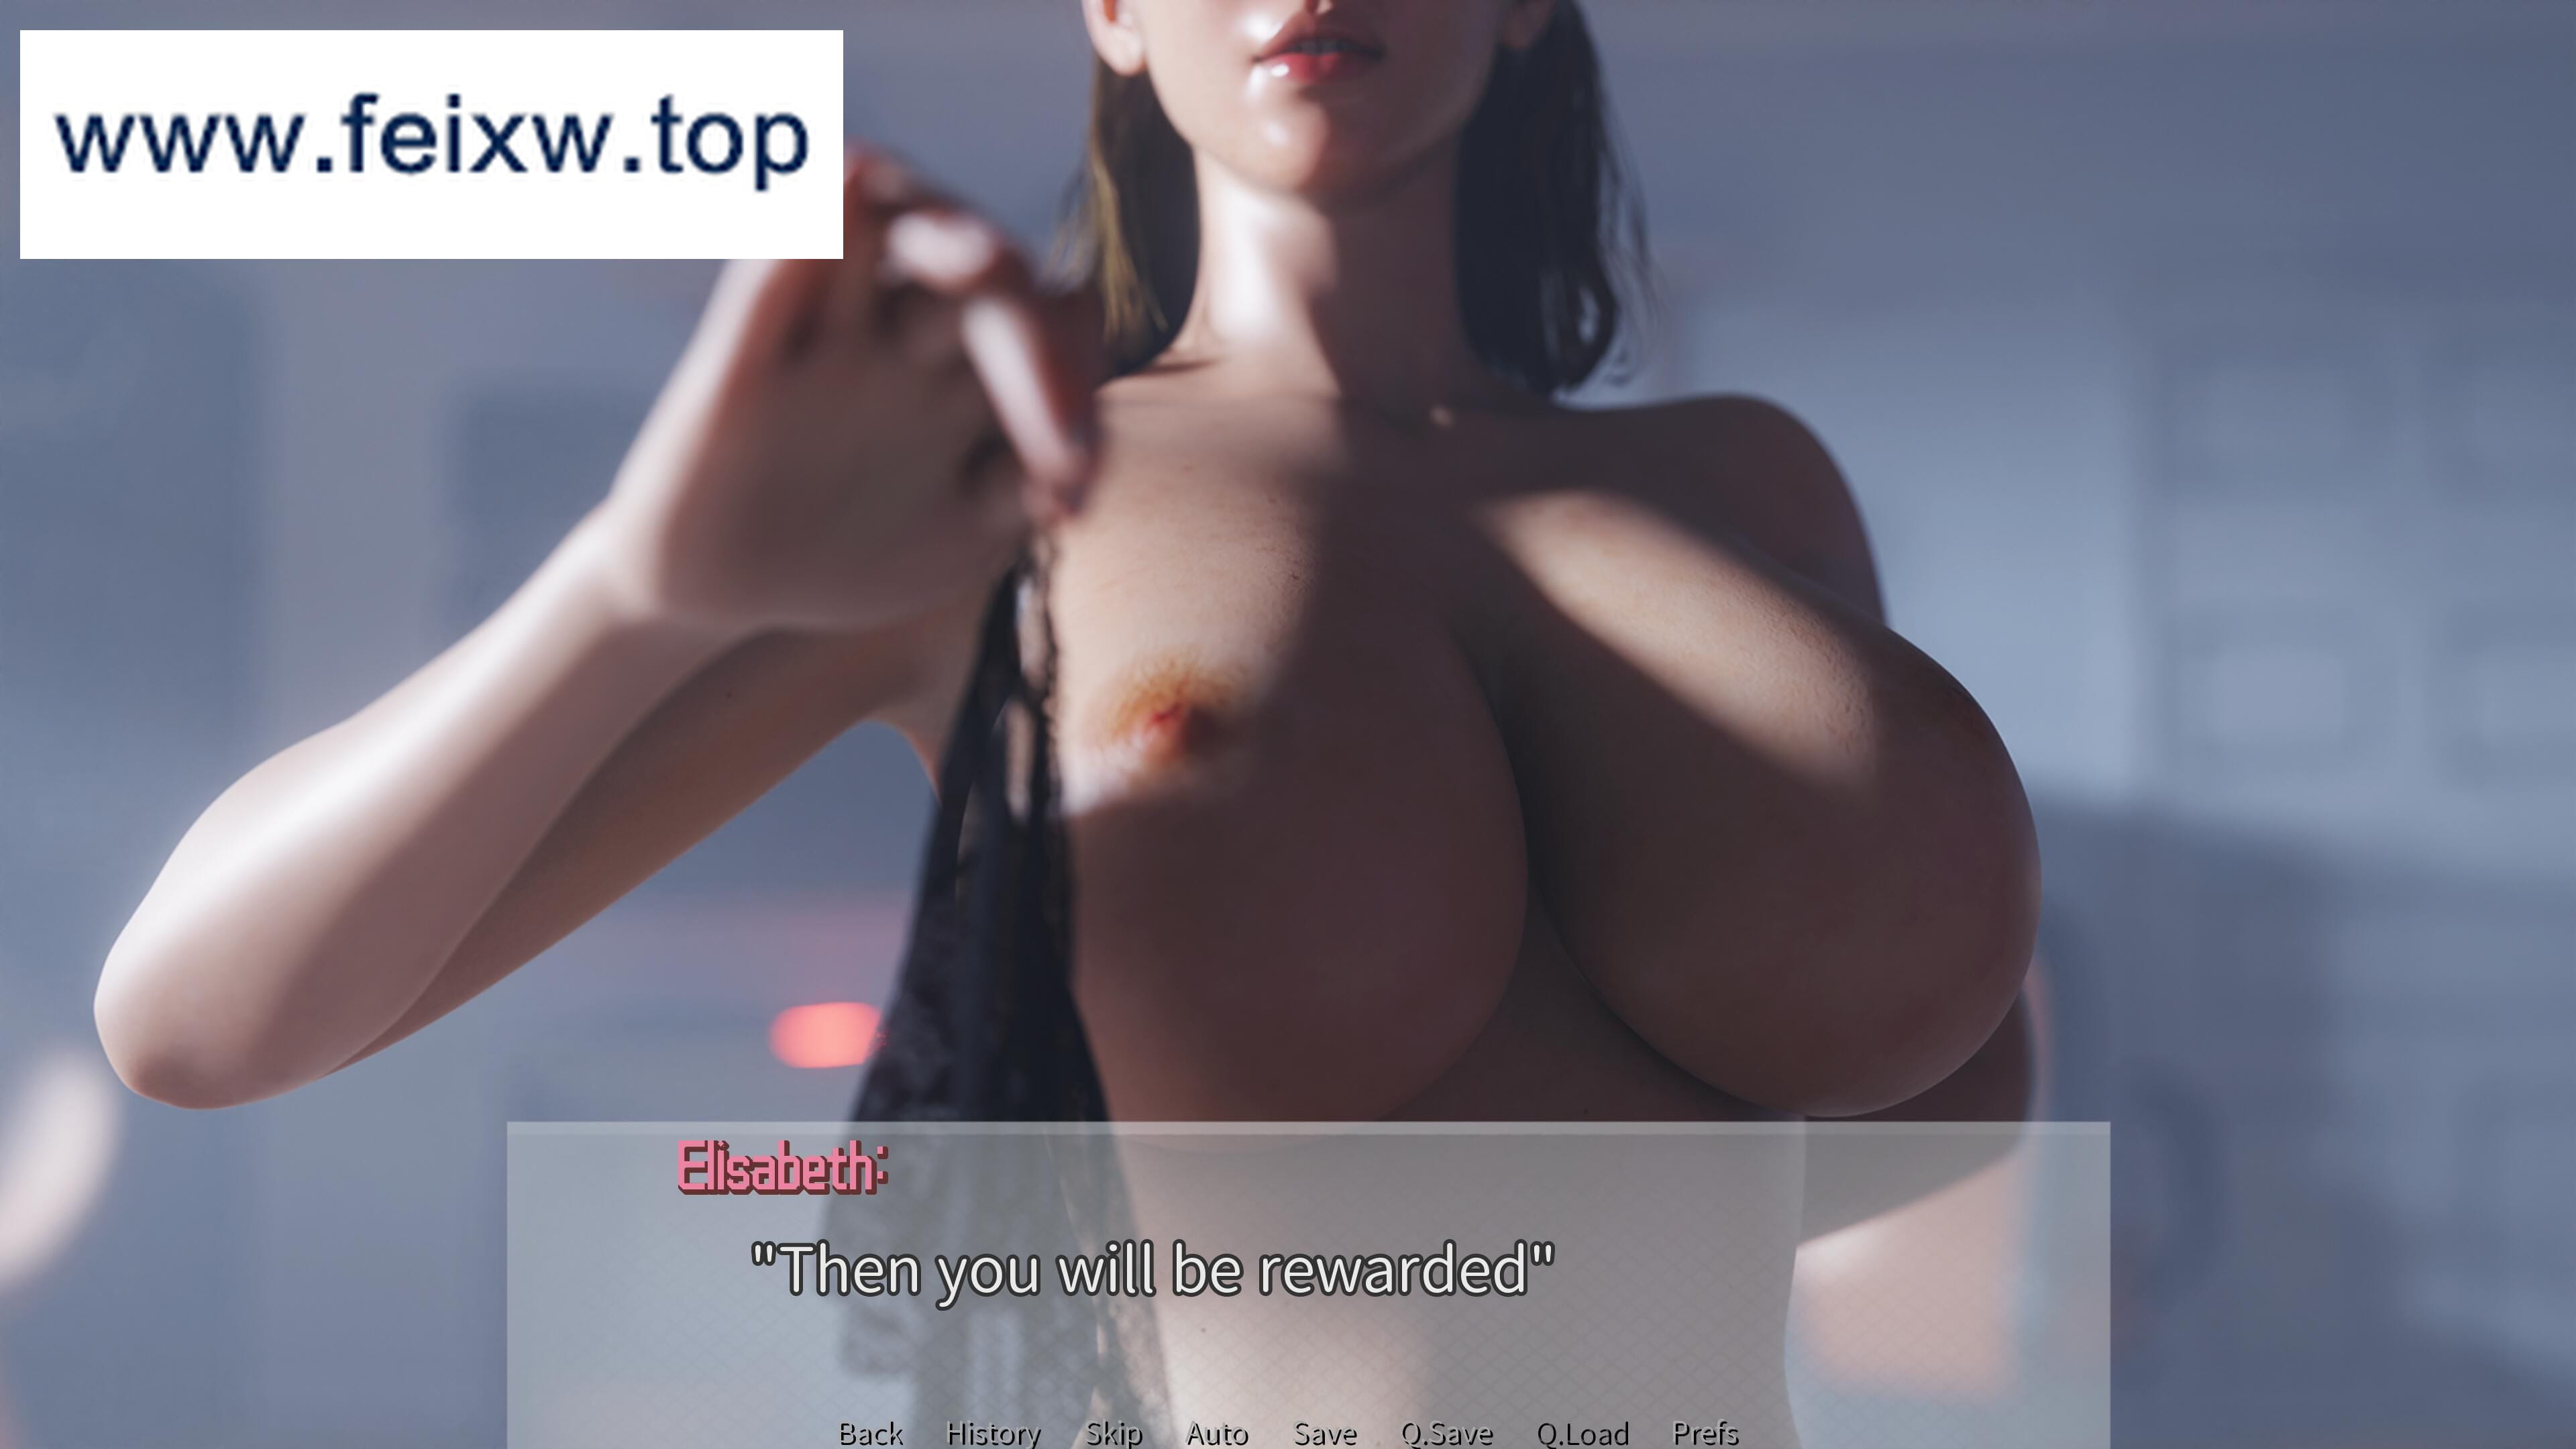 www.feixw.top
Elisabeth:
"Then you will be rewarded"
Back History Skip Auto Save Q.Save Q.Load Prefs